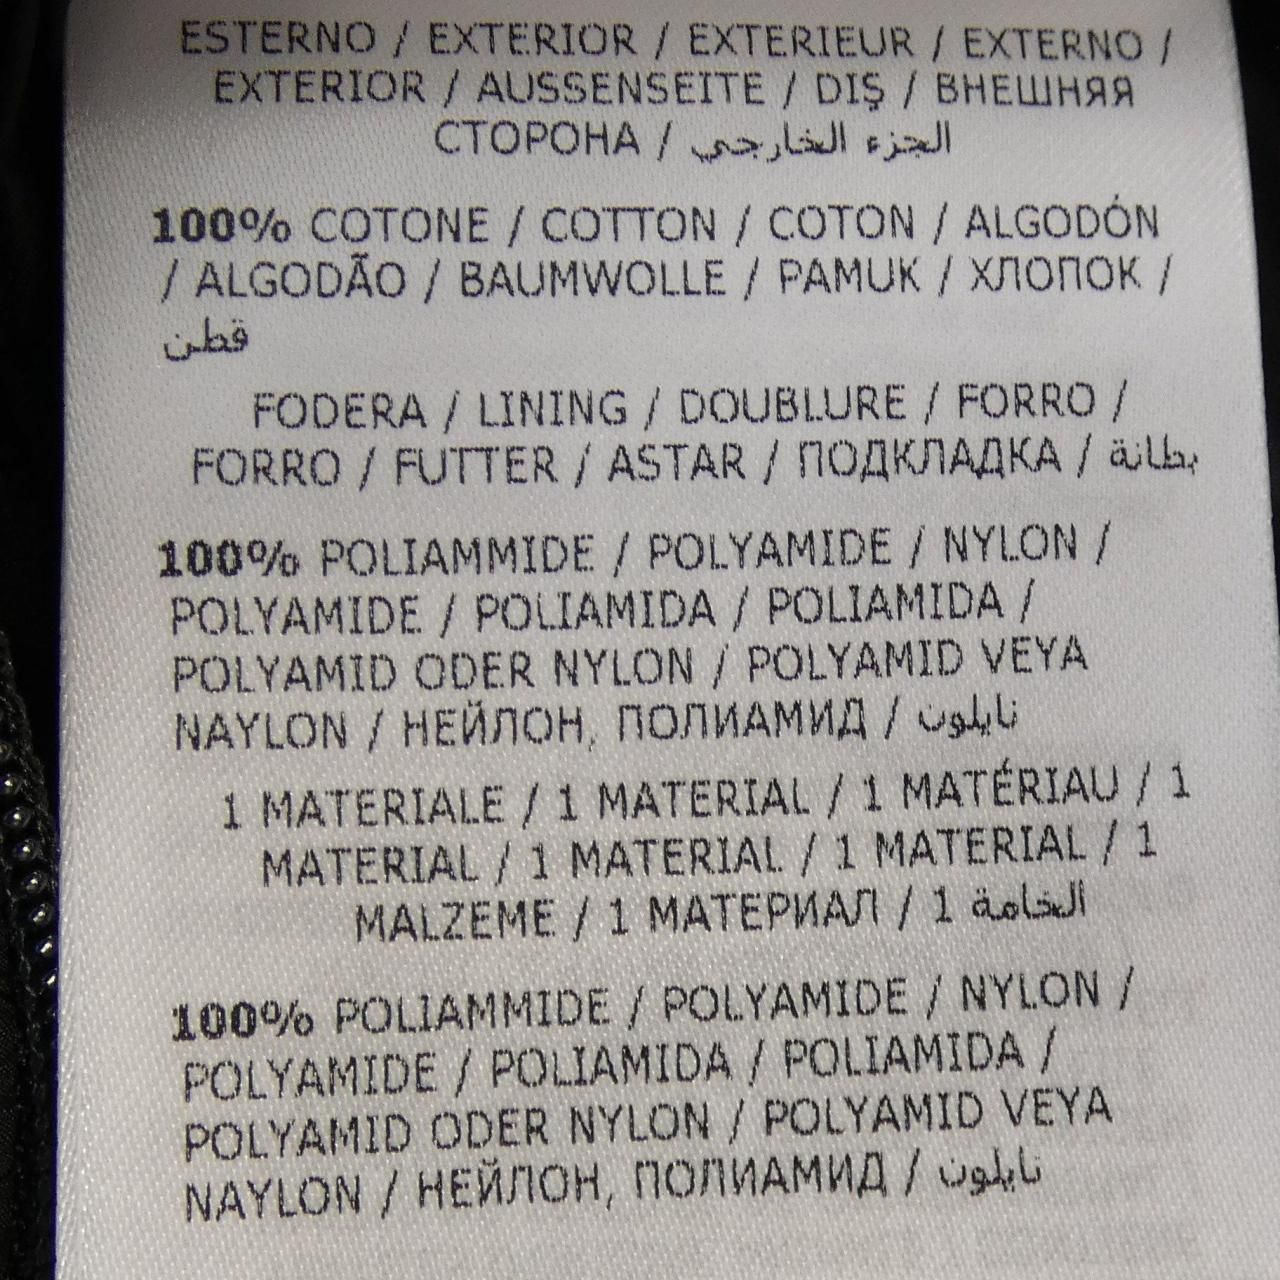 ESTERNO / EXTERIOR / EXTERIEUR / EXTERNO /
EXTERIOR / AUSSENSEITE / DIŞ / ВНЕШНЯЯ
СТОРОНА / الجزء الخارجي
100% COTONE / COTTON / COTON / ALGODÓN
/ ALGODÃO / BAUMWOLLE / PAMUK / ХЛОПОК /
قطن
FODERA / LINING / DOUBLURE / FORRO /
FORRO / FUTTER / ASTAR / ПОДКЛАДКА / بطانة
100% POLIAMMIDE / POLYAMIDE / NYLON /
POLYAMIDE / POLIAMIDA / POLIAMIDA /
POLYAMID ODER NYLON / POLYAMID VEYA
NAYLON / НЕЙЛОН, ПОЛИАМИД / نايلون
1 MATERIALE / 1 MATERIAL / 1 MATÉRIAU / 1
MATERIAL / 1 MATERIAL / 1 MATERIAL / 1
MALZEME / 1 МАТЕРИАЛ / 1 الخامة
100% POLIAMMIDE / POLYAMIDE / NYLON /
POLYAMIDE / POLIAMIDA / POLIAMIDA /
POLYAMID ODER NYLON / POLYAMID VEYA
NAYLON / НЕЙЛОН, ПОЛИАМИД / نايلون